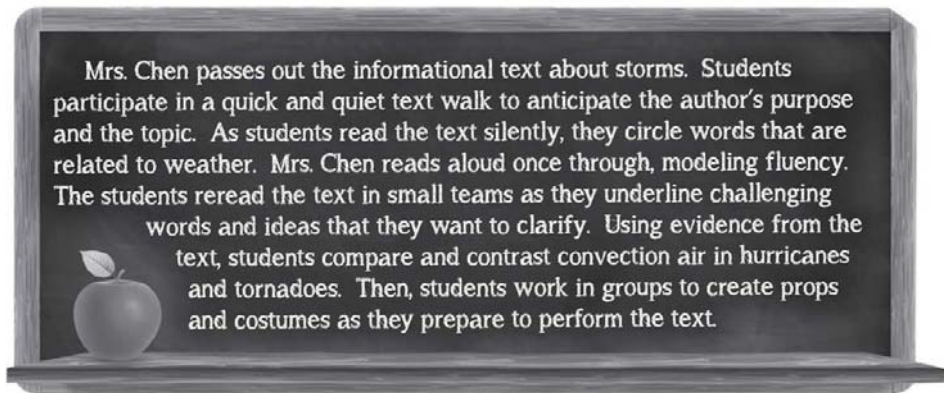 Mrs. Chen passes out the informational text about storms. Students
participate in a quick and quiet text walk to anticipate the author's purpose
and the topic. As students read the text silently, they circle words that are
related to weather. Mrs. Chen reads aloud once through, modeling fluency.
The students reread the text in small teams as they underline challenging
words and ideas that they want to clarify. Using evidence from the
text, students compare and contrast convection air in hurricanes
and tornadoes. Then, students work in groups to create props
and costumes as they prepare to perform the text.